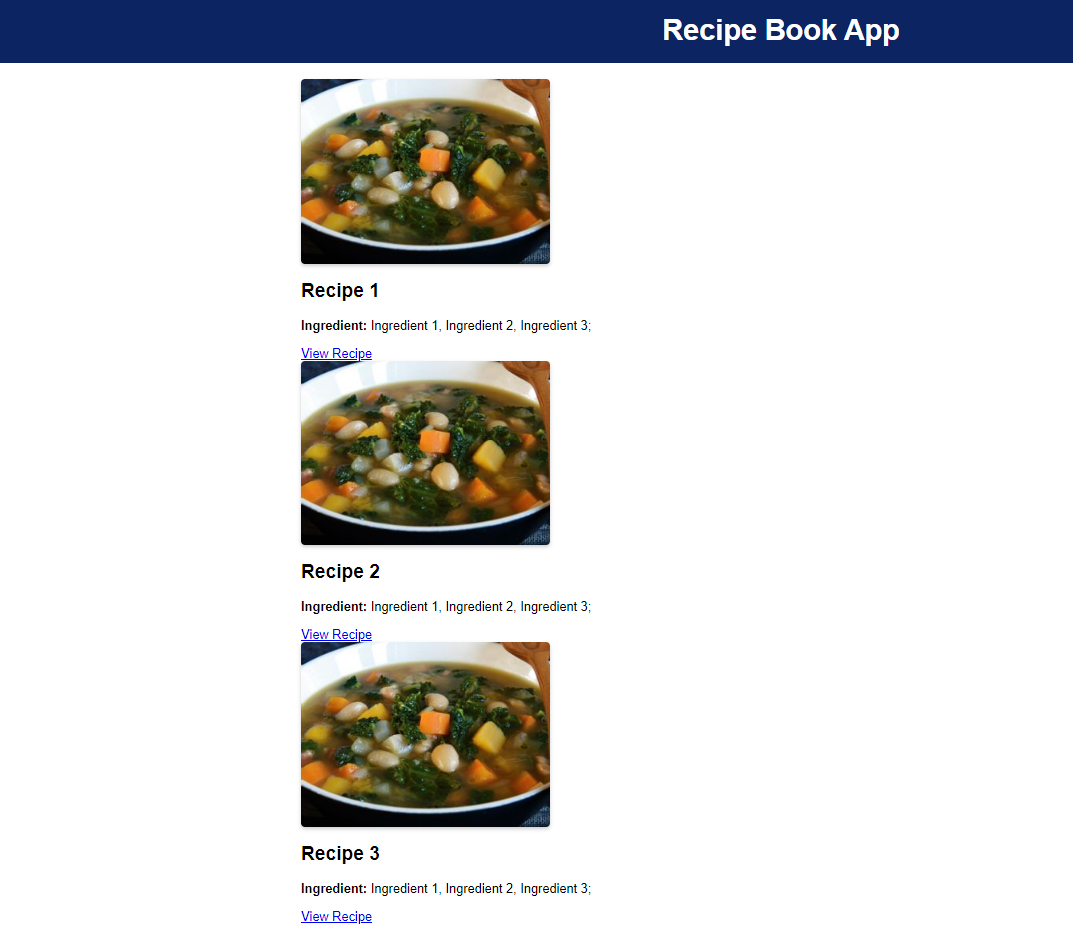 Recipe Book App
Recipe 1
Ingredient: Ingredient 1, Ingredient 2, Ingredient 3;
View Recipe
Recipe 2
Ingredient: Ingredient 1, Ingredient 2, Ingredient 3;
View Recipe
Recipe 3
Ingredient: Ingredient 1, Ingredient 2, Ingredient 3;
View Recipe